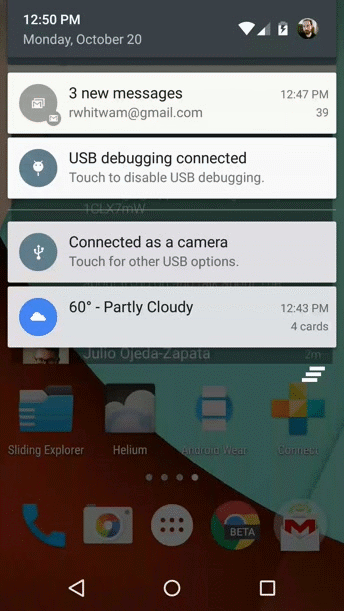 12:50 PM
Monday, October 20
3 new messages 12:47 PM
rwhitwam@gmail.com 39
USB debugging connected
Touch to disable USB debugging.
1CLX7mW
Connected as a camera
Touch for other USB options.
60° - Partly Cloudy 12:43 PM
4 cards
Julio Ojeda-Zapata 2m
Sliding Explorer Helium Android Wear Connect
BETA